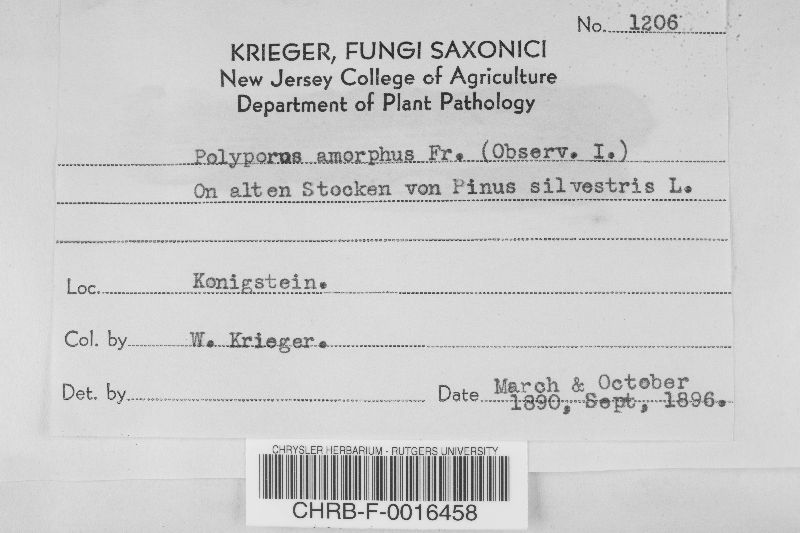 No. 1206
KRIEGER, FUNGI SAXONICI
New Jersey College of Agriculture
Department of Plant Pathology
Polyporus amorphus Fr. (Observ. I.)
On alten Stocken von Pinus silvestris L.
Loc. Konigstein.
Col. by W. Krieger.
Det. by
Date March & October
1890, Sept, 1896.
CHRYSLER HERBARIUM - RUTGERS UNIVERSITY
CHRB-F-0016458